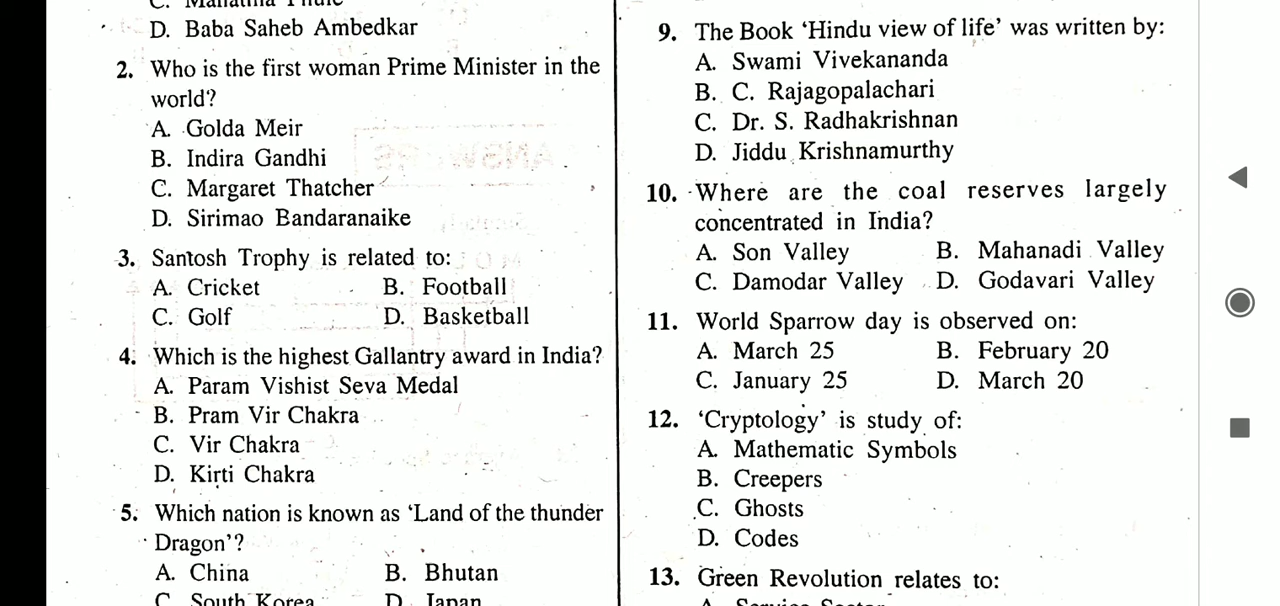 D. Baba Saheb Ambedkar
2. Who is the first woman Prime Minister in the
world?
A. Golda Meir
B. Indira Gandhi
C. Margaret Thatcher
D. Sirimao Bandaranaike
3. Santosh Trophy is related to:
A. Cricket B. Football
C. Golf D. Basketball
4. Which is the highest Gallantry award in India?
A. Param Vishist Seva Medal
B. Pram Vir Chakra
C. Vir Chakra
D. Kirti Chakra
5. Which nation is known as ‘Land of the thunder
Dragon’?
A. China B. Bhutan
C. South Korea D. Japan
9. The Book ‘Hindu view of life’ was written by:
A. Swami Vivekananda
B. C. Rajagopalachari
C. Dr. S. Radhakrishnan
D. Jiddu Krishnamurthy
10. Where are the coal reserves largely
concentrated in India?
A. Son Valley B. Mahanadi Valley
C. Damodar Valley D. Godavari Valley
11. World Sparrow day is observed on:
A. March 25 B. February 20
C. January 25 D. March 20
12. ‘Cryptology’ is study of:
A. Mathematic Symbols
B. Creepers
C. Ghosts
D. Codes
13. Green Revolution relates to: